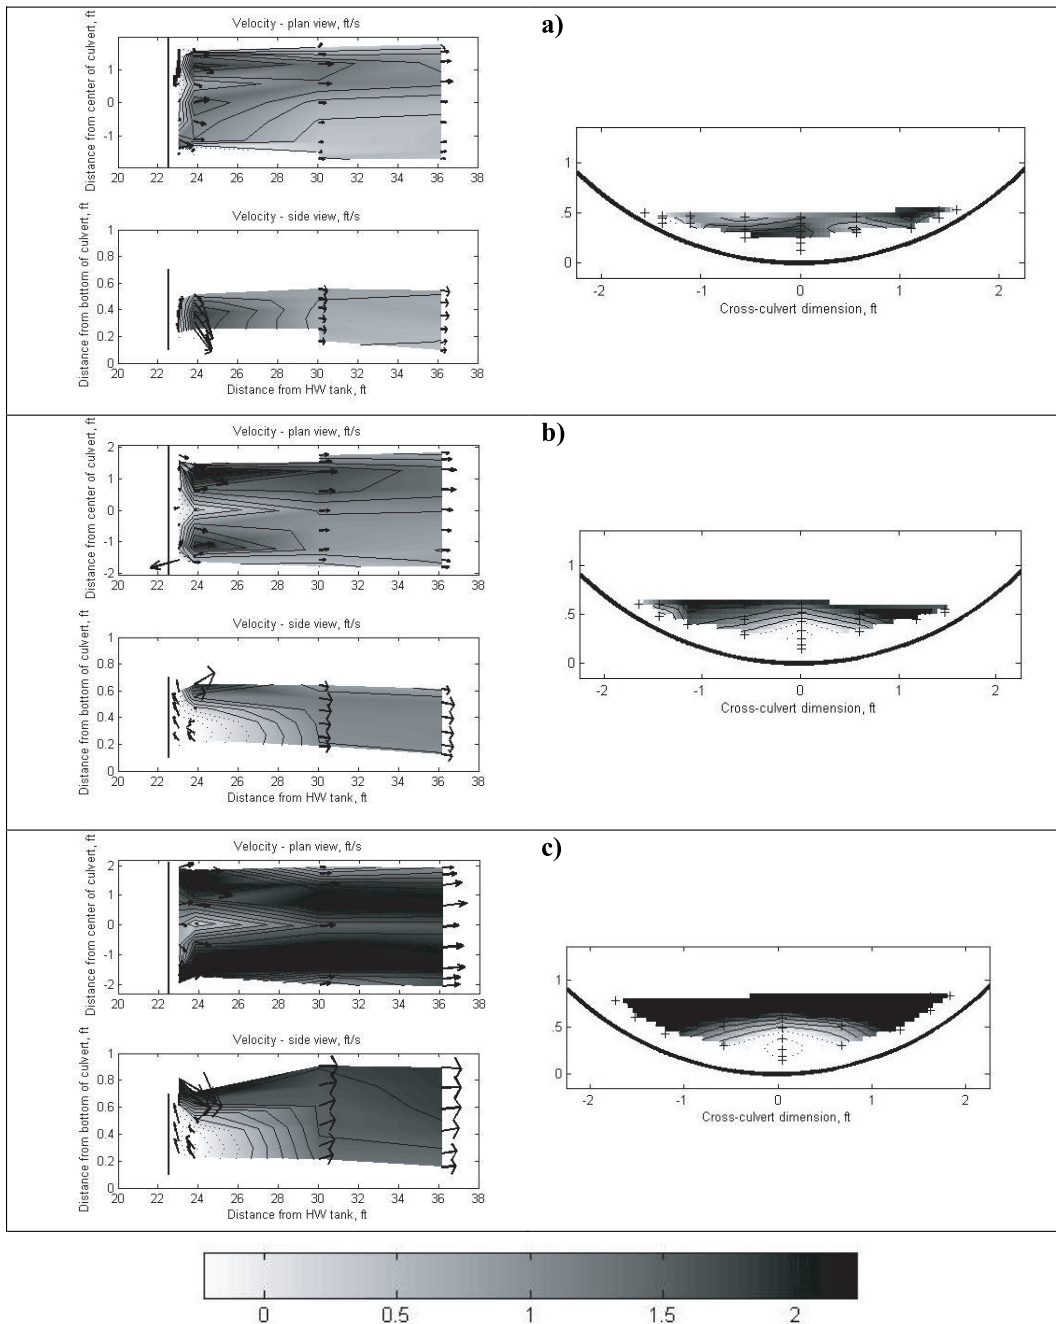 Velocity - plan view, ft/s
a)
Distance from center of culvert, ft
1
0
-1
20 22 24 26 28 30 32 34 36 38
Velocity - side view, ft/s
Distance from bottom of culvert, ft
1
0.8
0.6
0.4
0.2
0
20 22 24 26 28 30 32 34 36 38
Distance from HW tank, ft
1
.5
0
-2 -1 0 1 2
Cross-culvert dimension, ft
Velocity - plan view, ft/s
b)
Distance from center of culvert, ft
2
1
0
-1
-2
20 22 24 26 28 30 32 34 36 38
Velocity - side view, ft/s
Distance from bottom of culvert, ft
1
0.8
0.6
0.4
0.2
0
20 22 24 26 28 30 32 34 36 38
Distance from HW tank, ft
1
.5
0
-2 -1 0 1 2
Cross-culvert dimension, ft
Velocity - plan view, ft/s
c)
Distance from center of culvert, ft
2
1
0
-1
-2
20 22 24 26 28 30 32 34 36 38
Velocity - side view, ft/s
Distance from bottom of culvert, ft
1
0.8
0.6
0.4
0.2
0
20 22 24 26 28 30 32 34 36 38
Distance from HW tank, ft
1
.5
0
-2 -1 0 1 2
Cross-culvert dimension, ft
0 0.5 1 1.5 2